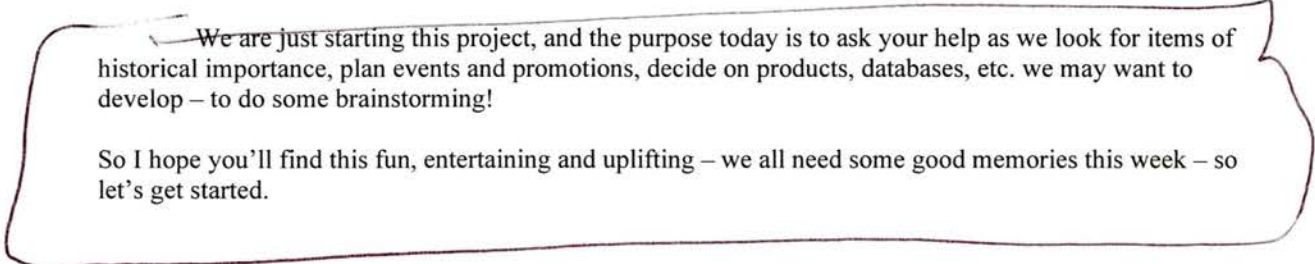 We are just starting this project, and the purpose today is to ask your help as we look for items of
historical importance, plan events and promotions, decide on products, databases, etc. we may want to
develop – to do some brainstorming!
So I hope you’ll find this fun, entertaining and uplifting – we all need some good memories this week – so
let’s get started.